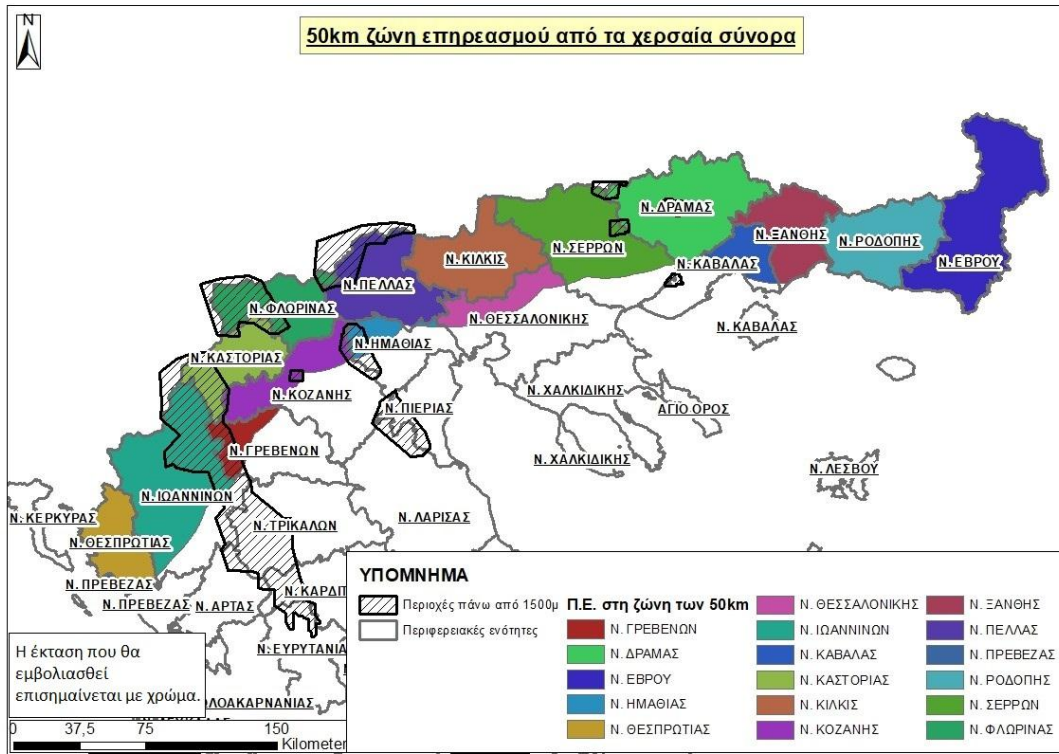 N
50km ζώνη επηρεασμού από τα χερσαία σύνορα
Ν. ΔΡΑΜΑΣ
Ν. ΞΑΝΘΗΣ
Ν. ΡΟΔΟΠΗΣ
Ν. ΣΕΡΡΩΝ
Ν. ΚΙΛΚΙΣ
Ν. ΚΑΒΑΛΑΣ
Ν. ΕΒΡΟΥ
Ν. ΠΕΛΛΑΣ
Ν. ΦΛΩΡΙΝΑΣ
Ν. ΘΕΣΣΑΛΟΝΙΚΗΣ
Ν. ΚΑΒΑΛΑΣ
Ν. ΗΜΑΘΙΑΣ
Ν. ΚΑΣΤΟΡΙΑΣ
Ν. ΚΟΖΑΝΗΣ
Ν. ΧΑΛΚΙΔΙΚΗΣ
Ν. ΠΙΕΡΙΑΣ
ΑΓΙΟ ΟΡΟΣ
Ν. ΓΡΕΒΕΝΩΝ
Ν. ΧΑΛΚΙΔΙΚΗΣ
Ν. ΛΕΣΒΟΥ
Ν. ΙΩΑΝΝΙΝΩΝ
Ν. ΚΕΡΚΥΡΑΣ
Ν. ΤΡΙΚΑΛΩΝ
Ν. ΛΑΡΙΣΑΣ
Ν. ΘΕΣΠΡΩΤΙΑΣ
Ν. ΠΡΕΒΕΖΑΣ
Ν. ΚΑΡΔΙΤ
Ν. ΠΡΕΒΕΖΑΣ
Ν. ΑΡΤΑΣ
Ν. ΕΥΡΥΤΑΝΙΑ
ΛΟΑΚΑΡΝΑΝΙΑΣ
Η έκταση που θα
εμβολιασθεί
επισημαίνεται με χρώμα.
0 37,5 75 150
Kilometer
ΥΠΟΜΝΗΜΑ
Περιοχές πάνω από 1500μ
Περιφερειακές ενότητες
Π.Ε. στη ζώνη των 50km
Ν. ΓΡΕΒΕΝΩΝ
Ν. ΔΡΑΜΑΣ
Ν. ΕΒΡΟΥ
Ν. ΗΜΑΘΙΑΣ
Ν. ΘΕΣΠΡΩΤΙΑΣ
Ν. ΘΕΣΣΑΛΟΝΙΚΗΣ
Ν. ΙΩΑΝΝΙΝΩΝ
Ν. ΚΑΒΑΛΑΣ
Ν. ΚΑΣΤΟΡΙΑΣ
Ν. ΚΙΛΚΙΣ
Ν. ΚΟΖΑΝΗΣ
Ν. ΞΑΝΘΗΣ
Ν. ΠΕΛΛΑΣ
Ν. ΠΡΕΒΕΖΑΣ
Ν. ΡΟΔΟΠΗΣ
Ν. ΣΕΡΡΩΝ
Ν. ΦΛΩΡΙΝΑΣ